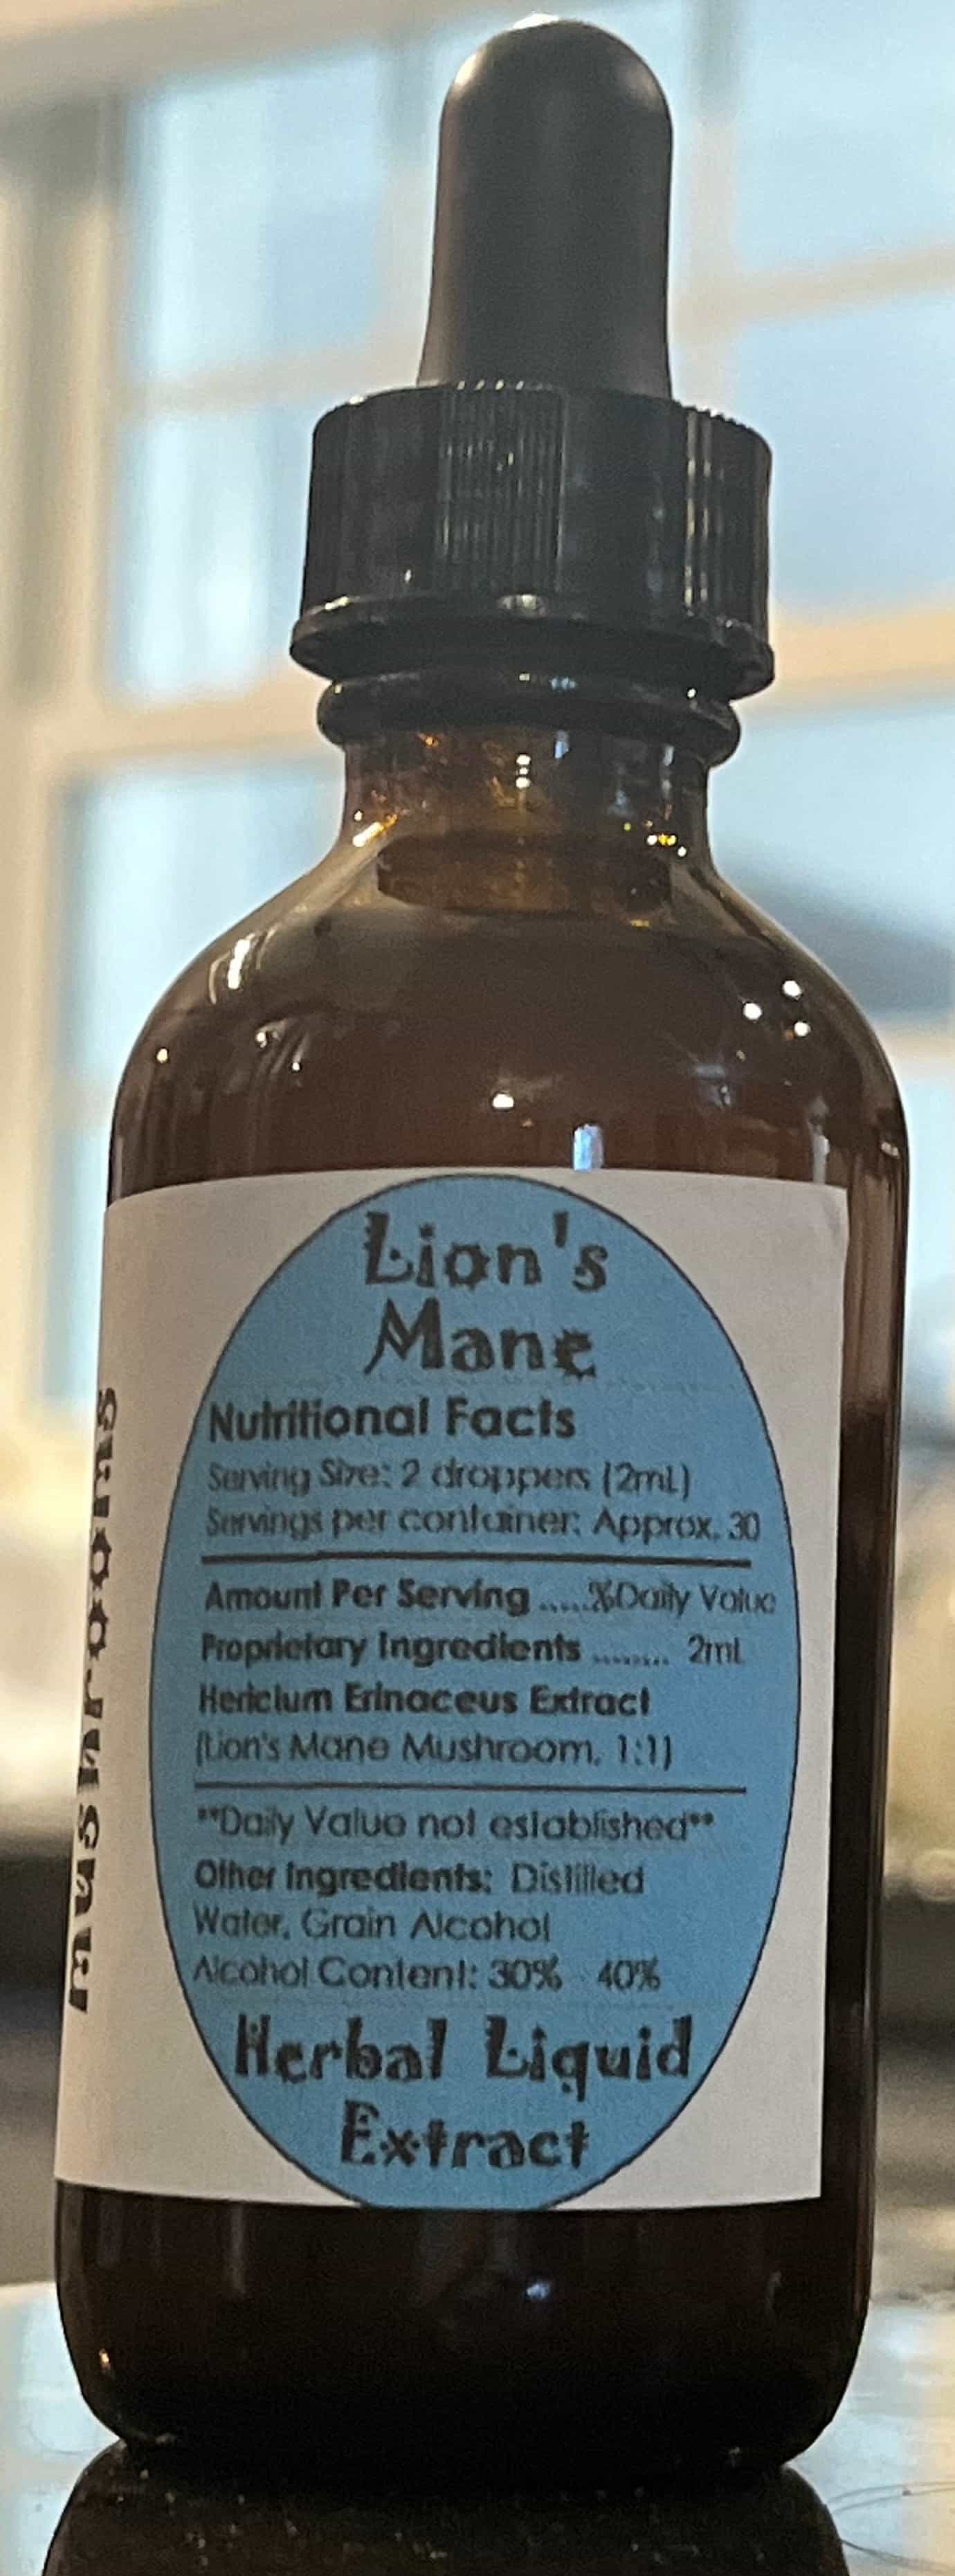 Lion's
Mane
Nutritional Facts
Serving Size: 2 droppers (2mL)
Servings per container: Approx. 30
Amount Per Serving .....%Daily Value
Proprietary Ingredients ........ 2mL
Hericium Erinaceus Extract
(Lion's Mane Mushroom, 1:1)
**Daily Value not established**
Other Ingredients: Distilled
Water, Grain Alcohol
Alcohol Content: 30% - 40%
Herbal Liquid
Extract